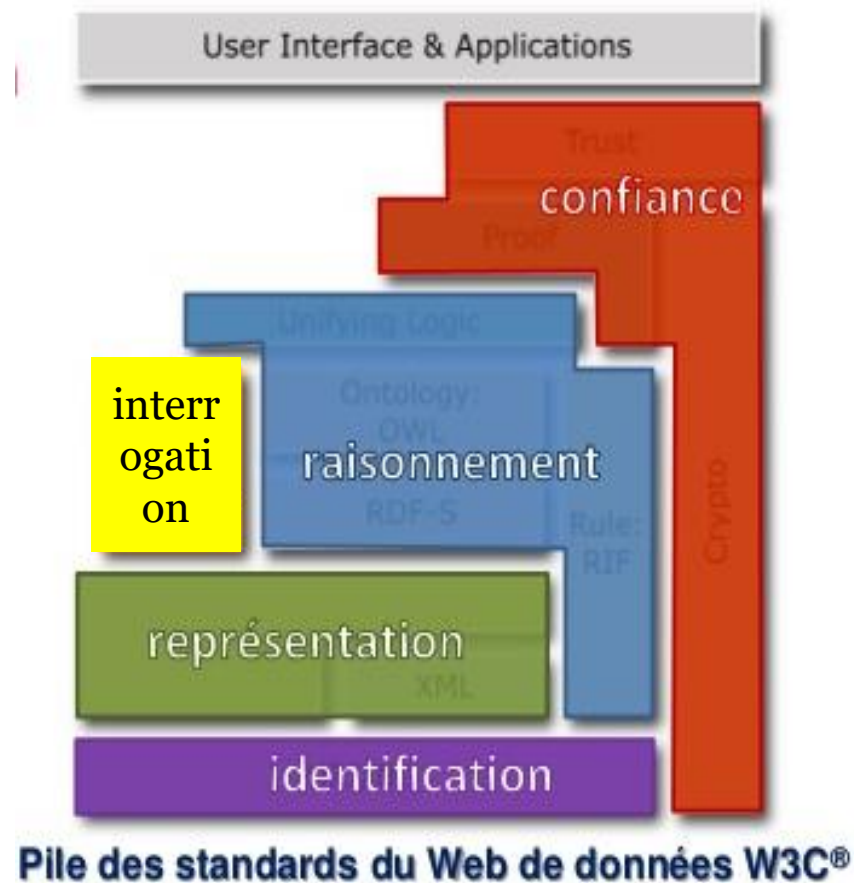 User Interface & Applications
Trust
confiance
Proof
Unifying Logic
interr
ogati
on
Ontology:
OWL
raisonnement
RDF-S
Rule:
RIF
Crypto
représentation
XML
identification
Pile des standards du Web de données W3C®